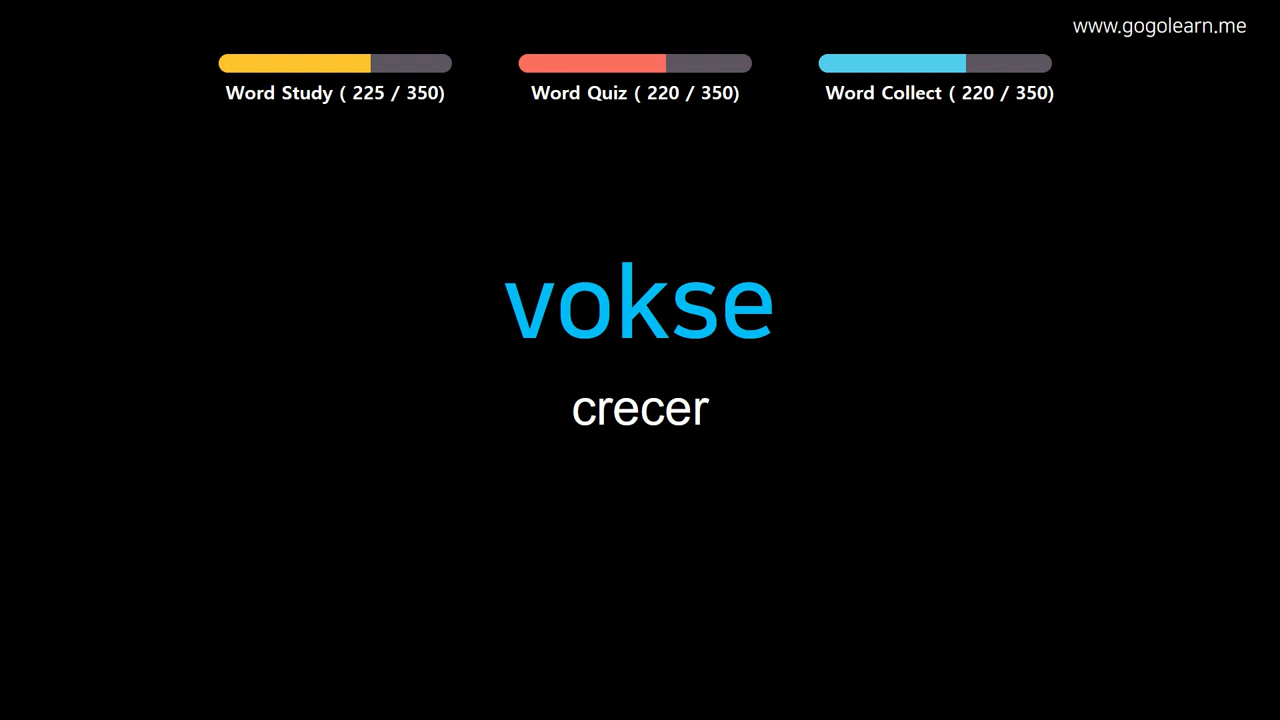 www.gogolearn.me
Word Study ( 225 / 350)
Word Quiz ( 220 / 350)
Word Collect ( 220 / 350)
vokse
crecer